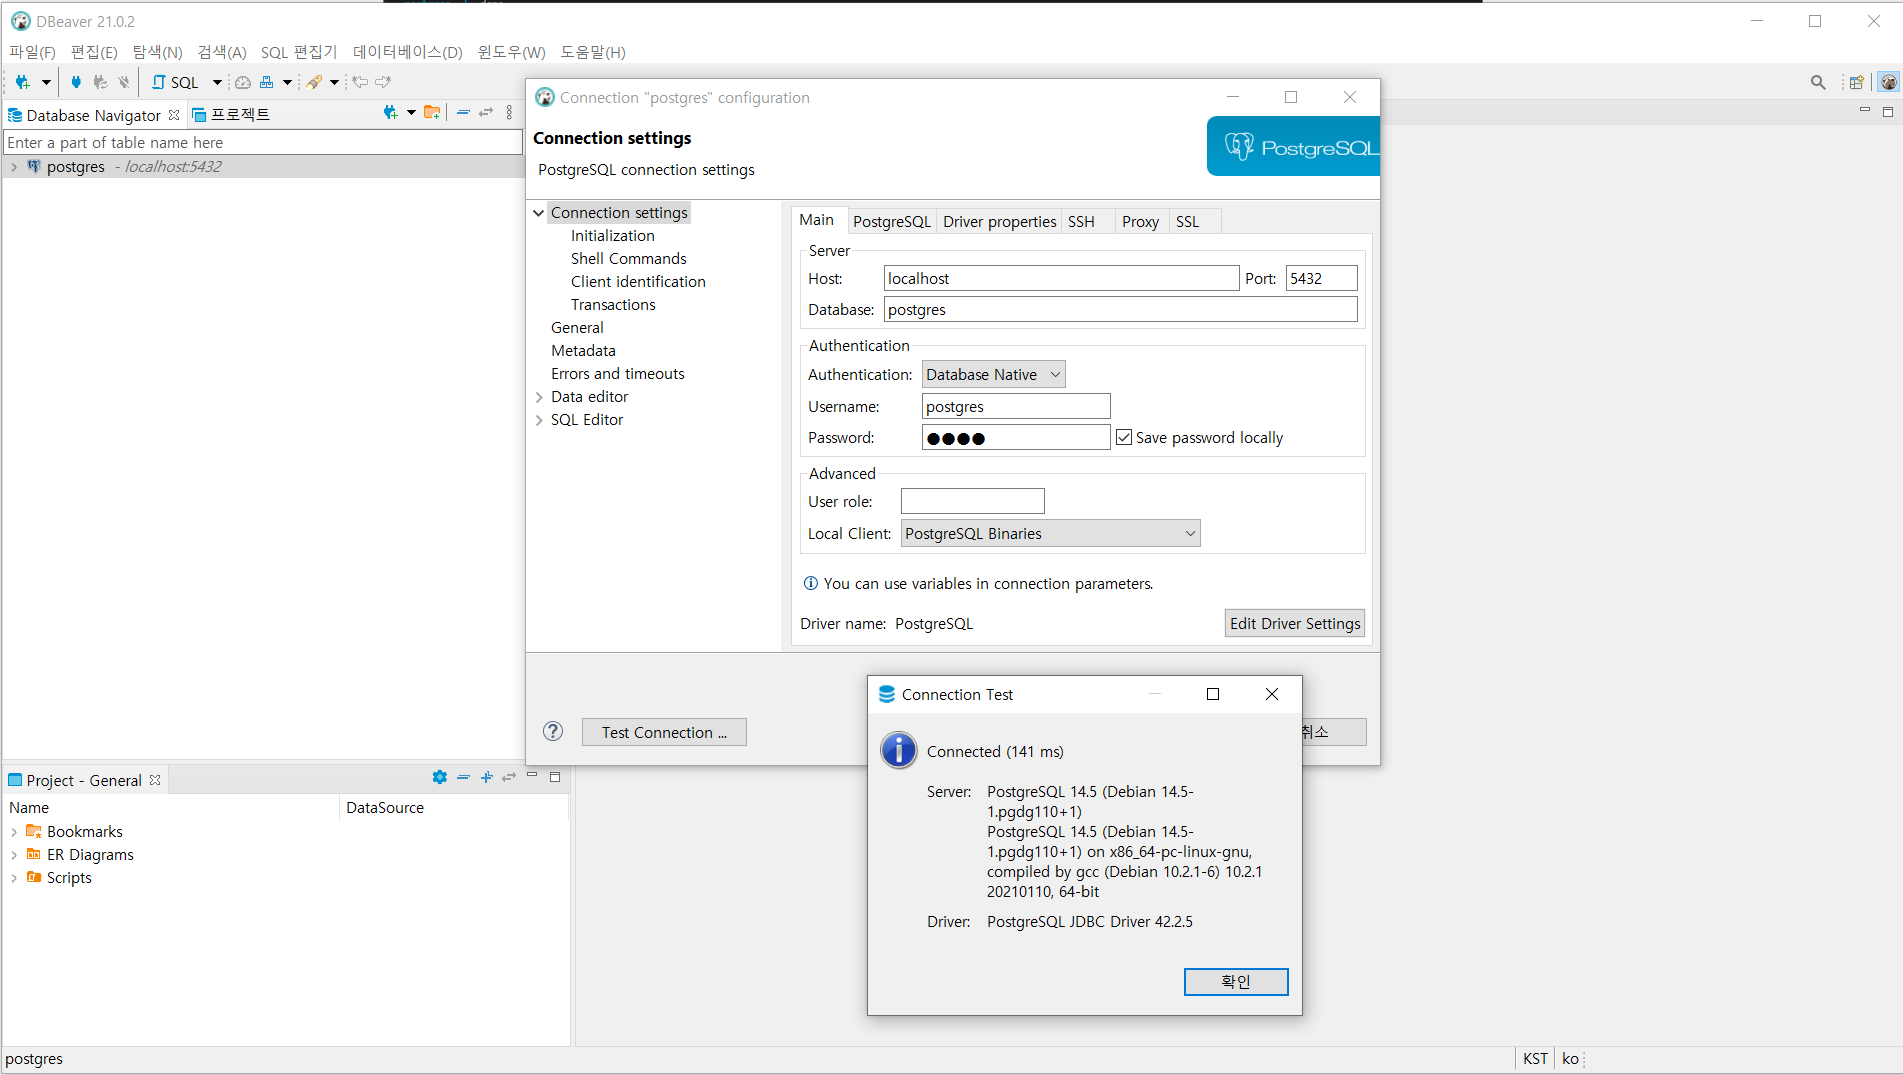 DBeaver 21.0.2
파일(F) 편집(E) 탐색(N) 검색(A) SQL 편집기 데이터베이스(D) 윈도우(W) 도움말(H)
SQL
Database Navigator 프로젝트
Enter a part of table name here
postgres - localhost:5432
Connection "postgres" configuration
Connection settings
PostgreSQL connection settings
PostgreSQL
Connection settings
Initialization
Shell Commands
Client identification
Transactions
General
Metadata
Errors and timeouts
Data editor
SQL Editor
Main PostgreSQL Driver properties SSH Proxy SSL
Server
Host: localhost Port: 5432
Database: postgres
Authentication
Authentication: Database Native
Username: postgres
Password: ●●●● Save password locally
Advanced
User role:
Local Client: PostgreSQL Binaries
You can use variables in connection parameters.
Driver name: PostgreSQL Edit Driver Settings
Test Connection ... 취소
Connection Test
Connected (141 ms)
Server: PostgreSQL 14.5 (Debian 14.5-
1.pgdg110+1)
PostgreSQL 14.5 (Debian 14.5-
1.pgdg110+1) on x86_64-pc-linux-gnu,
compiled by gcc (Debian 10.2.1-6) 10.2.1
20210110, 64-bit
Driver: PostgreSQL JDBC Driver 42.2.5
확인
Project - General
Name DataSource
Bookmarks
ER Diagrams
Scripts
postgres KST ko